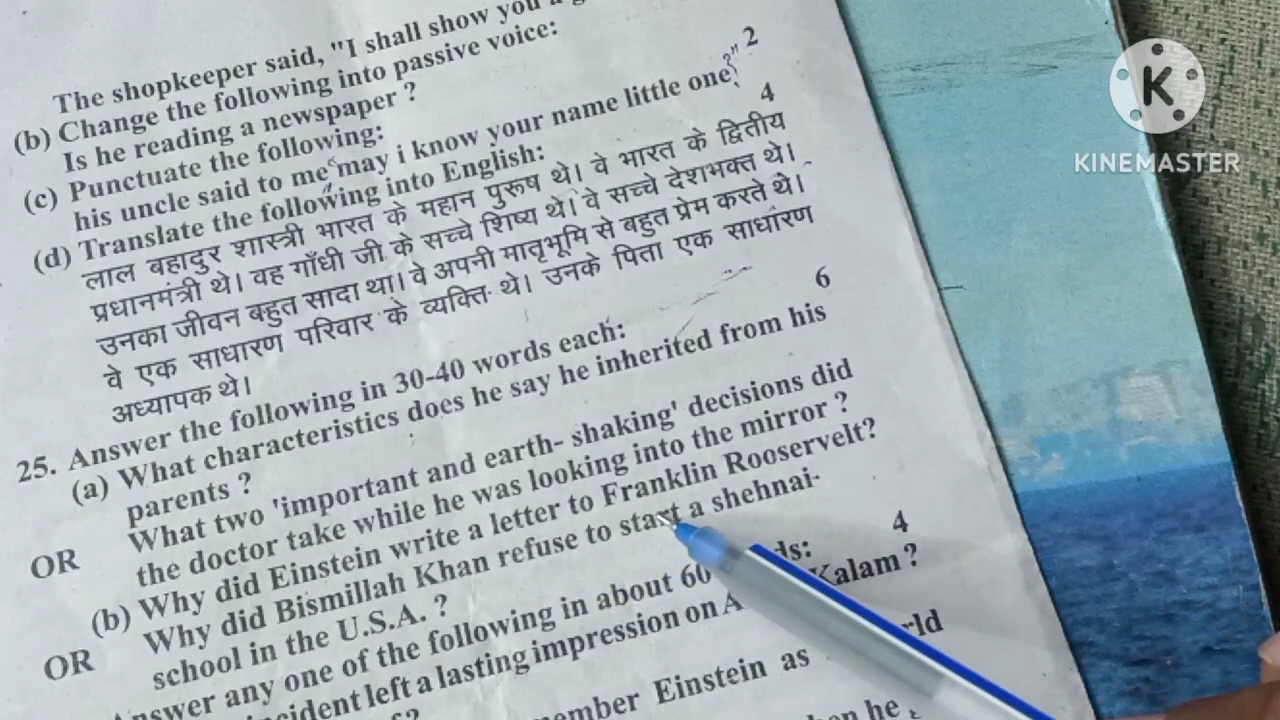 The shopkeeper said, "I shall show you a
(b) Change the following into passive voice:
Is he reading a newspaper ?
2
(c) Punctuate the following:
his uncle said to me may i know your name little one?"
4
(d) Translate the following into English:
लाल बहादुर शास्त्री भारत के महान पुरूष थे। वे भारत के द्वितीय
प्रधानमंत्री थे। वह गाँधी जी के सच्चे शिष्य थे। वे सच्चे देशभक्त थे।
उनका जीवन बहुत सादा था। वे अपनी मातृभूमि से बहुत प्रेम करते थे।
वे एक साधारण परिवार के व्यक्ति थे। उनके पिता एक साधारण
अध्यापक थे।
6
25. Answer the following in 30-40 words each:
(a) What characteristics does he say he inherited from his
parents ?
OR What two 'important and earth- shaking' decisions did
the doctor take while he was looking into the mirror ?
(b) Why did Einstein write a letter to Franklin Rooservelt?
OR Why did Bismillah Khan refuse to start a shehnai-
school in the U.S.A. ?
4
any one of the following in about 60
left a lasting impression on Kalam ?
Einstein as
he
K
KINEMASTER